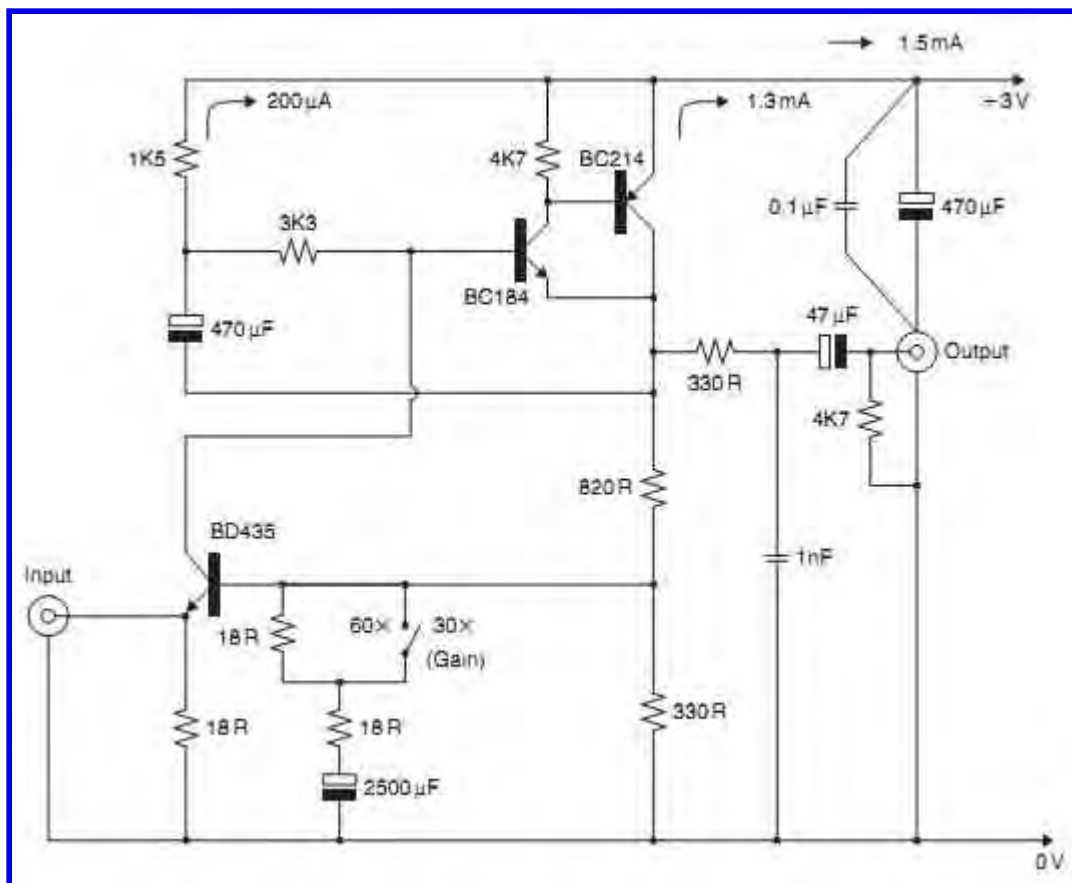 1.5mA
200µA
1.3mA
+3V
1K5
4K7
BC214
3K3
0.1µF
470µF
BC184
470µF
47µF
Output
330R
4K7
820R
BD435
1nF
Input
18R
60×
30×
(Gain)
18R
18R
330R
2500µF
0V